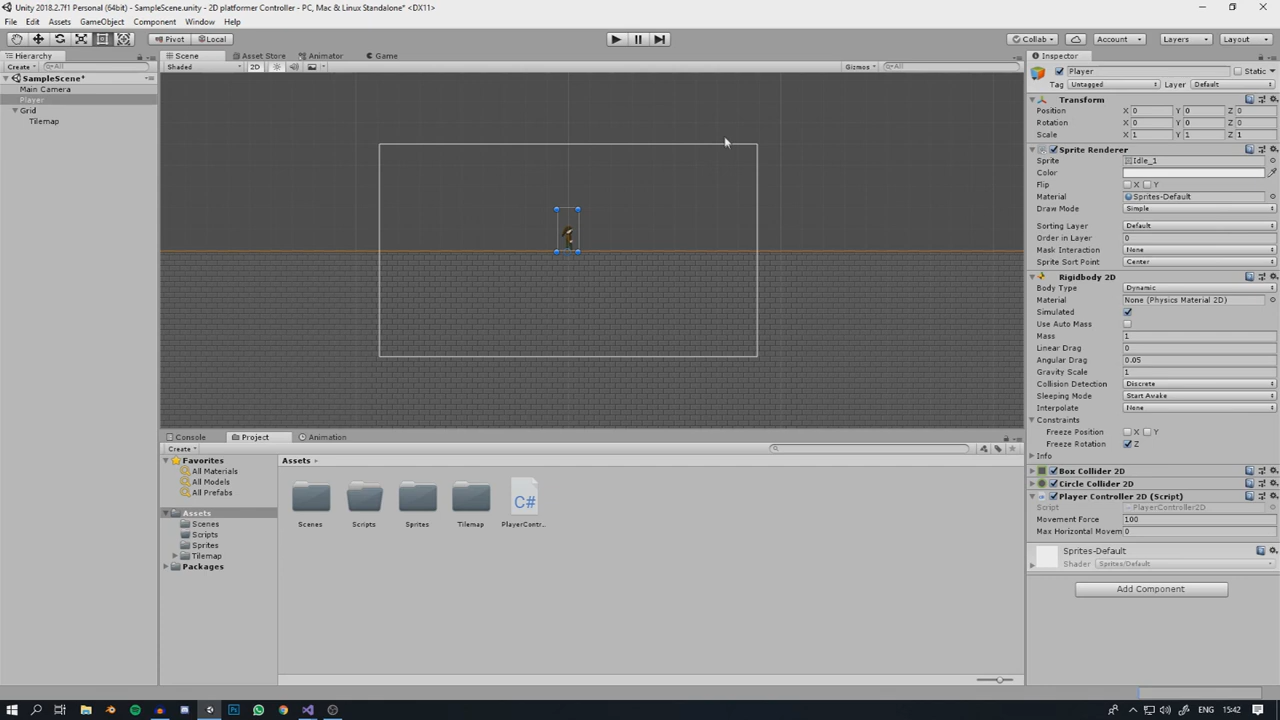 Unity 2018.2.7f1 Personal (64bit) - SampleScene.unity - 2D platformer Controller - PC, Mac & Linux Standalone* <DX11>
File Edit Assets GameObject Component Window Help
Pivot Local Collab Account Layers Layout
Hierarchy Scene Asset Store Animator Game Inspector
Create All Shaded 2D Gizmos All
SampleScene*
Main Camera
Player
Grid
Tilemap
Player Static
Tag Untagged Layer Default
Transform
Position X 0 Y 0 Z 0
Rotation X 0 Y 0 Z 0
Scale X 1 Y 1 Z 1
Sprite Renderer
Sprite Idle_1
Color
Flip X Y
Material Sprites-Default
Draw Mode Simple
Sorting Layer Default
Order in Layer 0
Mask Interaction None
Sprite Sort Point Center
Rigidbody 2D
Body Type Dynamic
Material None (Physics Material 2D)
Simulated
Use Auto Mass
Mass 1
Linear Drag 0
Angular Drag 0.05
Gravity Scale 1
Collision Detection Discrete
Sleeping Mode Start Awake
Interpolate None
Constraints
Freeze Position X Y
Freeze Rotation Z
Info
Box Collider 2D
Circle Collider 2D
Player Controller 2D (Script)
Script PlayerController2D
Movement Force 100
Max Horizontal Movem 0
Sprites-Default
Shader Sprites/Default
Add Component
Console Project Animation
Create
Favorites
All Materials
All Models
All Prefabs
Assets
Scenes
Scripts
Sprites
Tilemap
Packages
Assets
C#
Scenes Scripts Sprites Tilemap PlayerContr...
ENG 15:42